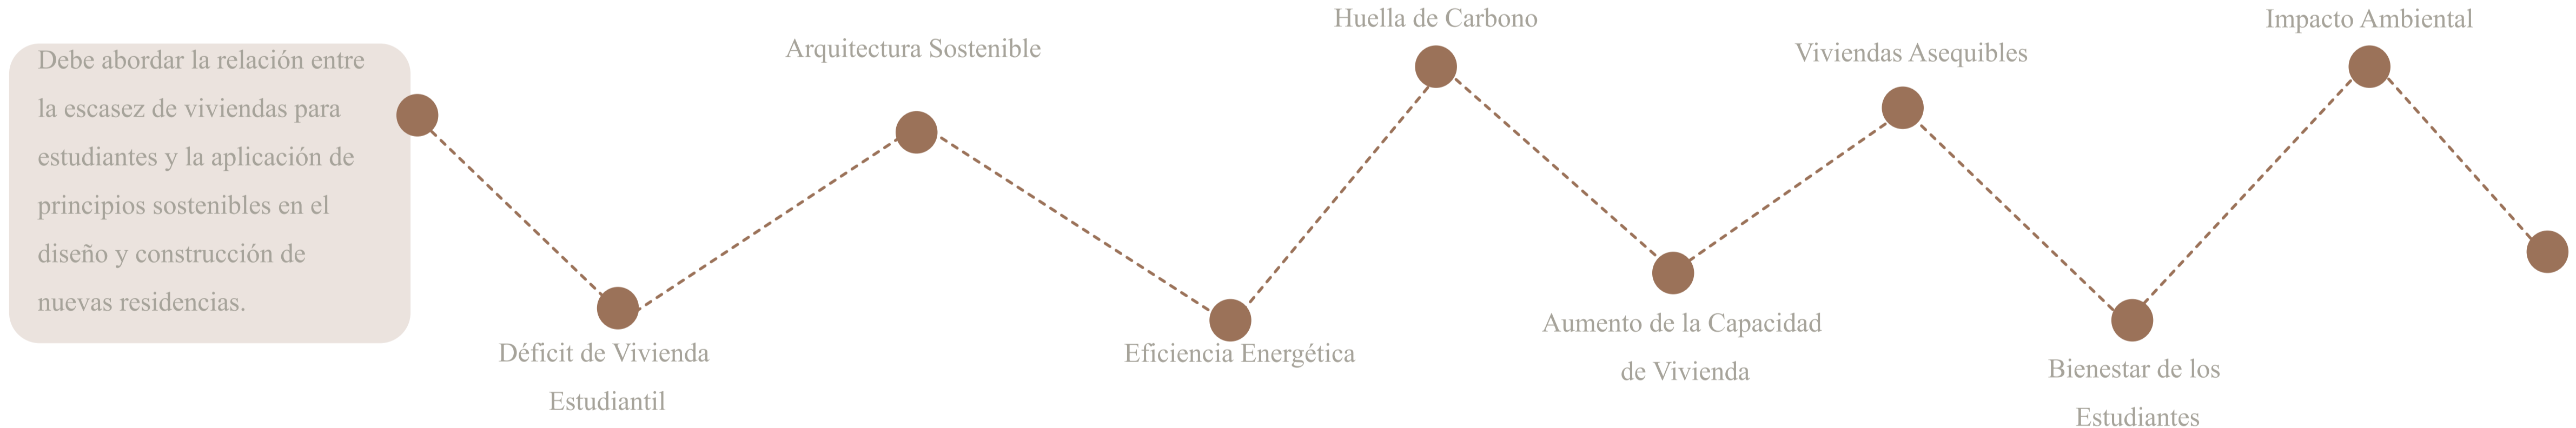 Debe abordar la relación entre
la escasez de viviendas para
estudiantes y la aplicación de
principios sostenibles en el
diseño y construcción de
nuevas residencias.
Déficit de Vivienda
Estudiantil
Arquitectura Sostenible
Eficiencia Energética
Huella de Carbono
Aumento de la Capacidad
de Vivienda
Viviendas Asequibles
Bienestar de los
Estudiantes
Impacto Ambiental